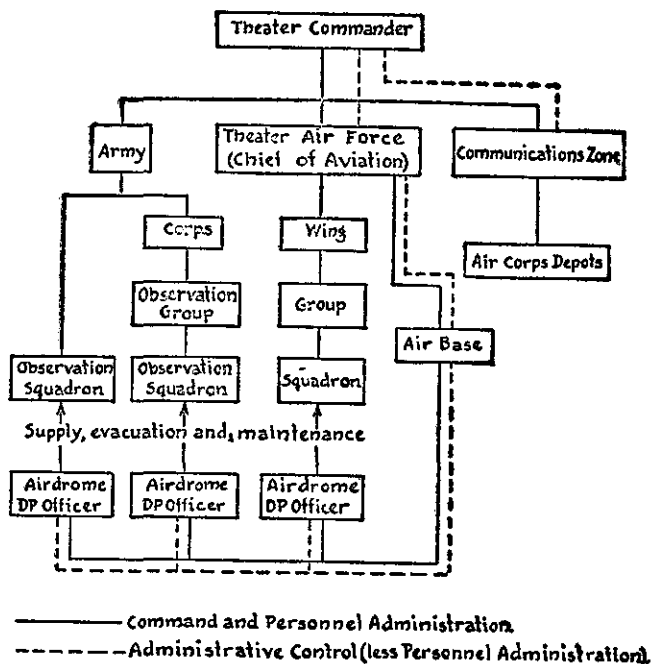 Theater Commander
Army
Theater Air Force
(Chief of Aviation)
Communications Zone
Corps
Wing
Air Corps Depots
Observation
Group
Group
Air Base
Observation
Squadron
Observation
Squadron
Squadron
Supply, evacuation and, maintenance
Airdrome
DP Officer
Airdrome
DP Officer
Airdrome
DP Officer
Command and Personnel Administration
Administrative Control (less Personnel Administration)